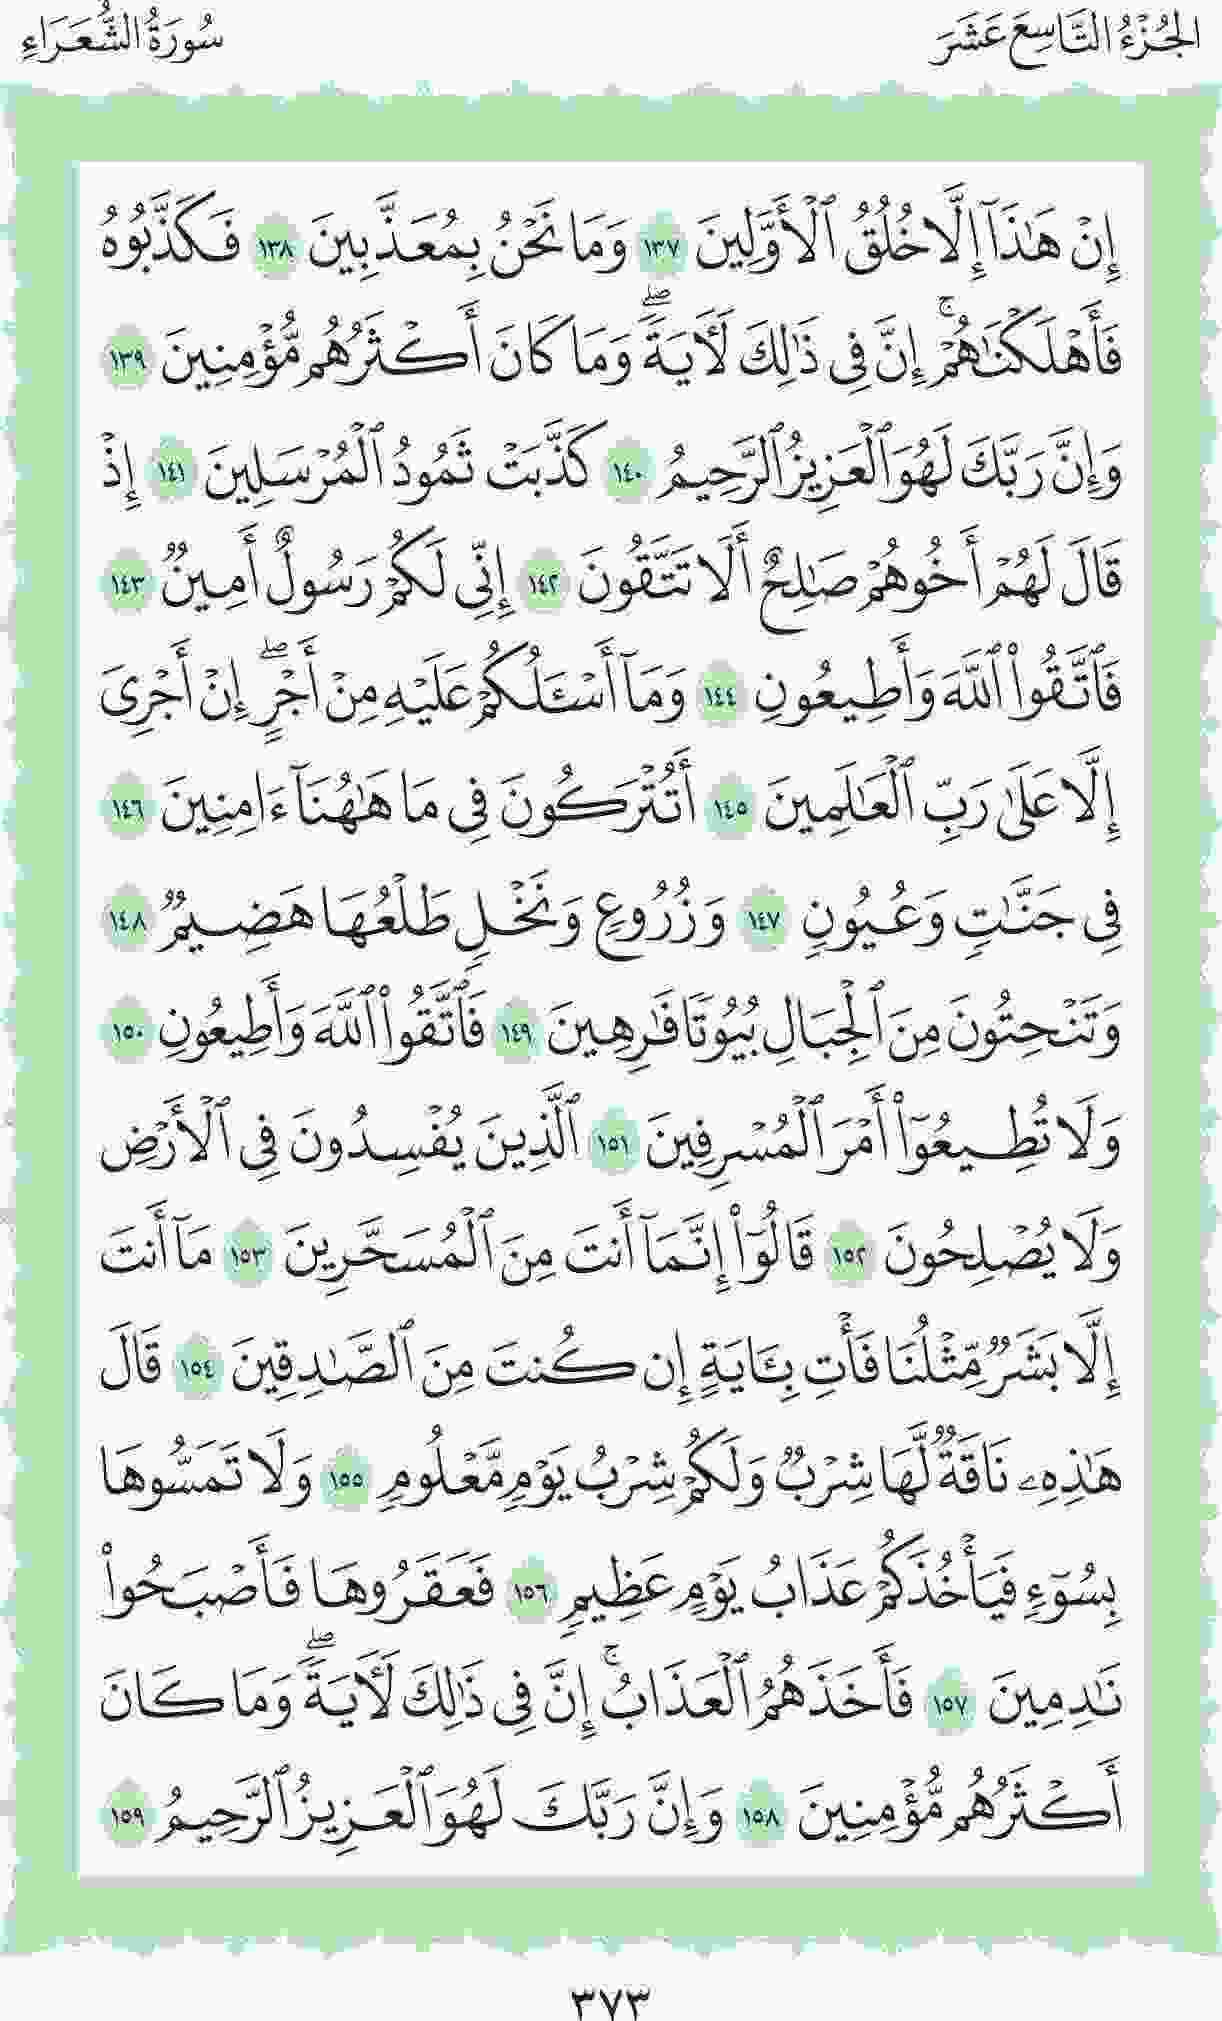 الجُزْءُ التَّاسِعَ عَشَرَ
سُورَةُ الشُّعَرَاءِ
إِنۡ هَٰذَآ إِلَّا خُلُقُ ٱلۡأَوَّلِينَ ١٣٧ وَمَا نَحۡنُ بِمُعَذَّبِينَ ١٣٨ فَكَذَّبُوهُ
فَأَهۡلَكۡنَٰهُمۡۚ إِنَّ فِي ذَٰلِكَ لَأٓيَةٗۖ وَمَا كَانَ أَكۡثَرُهُم مُّؤۡمِنِينَ ١٣٩
وَإِنَّ رَبَّكَ لَهُوَ ٱلۡعَزِيزُ ٱلرَّحِيمُ ١٤٠ كَذَّبَتۡ ثَمُودُ ٱلۡمُرۡسَلِينَ ١٤١ إِذۡ
قَالَ لَهُمۡ أَخُوهُمۡ صَٰلِحٌ أَلَا تَتَّقُونَ ١٤٢ إِنِّي لَكُمۡ رَسُولٌ أَمِينٞ ١٤٣
فَٱتَّقُواْ ٱللَّهَ وَأَطِيعُونِ ١٤٤ وَمَآ أَسۡـَٔلُكُمۡ عَلَيۡهِ مِنۡ أَجۡرٍۖ إِنۡ أَجۡرِيَ
إِلَّا عَلَىٰ رَبِّ ٱلۡعَٰلَمِينَ ١٤٥ أَتُتۡرَكُونَ فِي مَا هَٰهُنَآ ءَامِنِينَ ١٤٦
فِي جَنَّٰتٖ وَعُيُونٖ ١٤٧ وَزُرُوعٖ وَنَخۡلٖ طَلۡعُهَا هَضِيمٞ ١٤٨
وَتَنۡحِتُونَ مِنَ ٱلۡجِبَالِ بُيُوتٗا فَٰرِهِينَ ١٤٩ فَٱتَّقُواْ ٱللَّهَ وَأَطِيعُونِ ١٥٠
وَلَا تُطِيعُوٓاْ أَمۡرَ ٱلۡمُسۡرِفِينَ ١٥١ ٱلَّذِينَ يُفۡسِدُونَ فِي ٱلۡأَرۡضِ
وَلَا يُصۡلِحُونَ ١٥٢ قَالُوٓاْ إِنَّمَآ أَنتَ مِنَ ٱلۡمُسَحَّرِينَ ١٥٣ مَآ أَنتَ
إِلَّا بَشَرٞ مِّثۡلُنَا فَأۡتِ بِـَٔايَةٍ إِن كُنتَ مِنَ ٱلصَّٰدِقِينَ ١٥٤ قَالَ
هَٰذِهِۦ نَاقَةٞ لَّهَا شِرۡبٞ وَلَكُمۡ شِرۡبُ يَوۡمٖ مَّعۡلُومٖ ١٥٥ وَلَا تَمَسُّوهَا
بِسُوٓءٖ فَيَأۡخُذَكُمۡ عَذَابُ يَوۡمٍ عَظِيمٖ ١٥٦ فَعَقَرُوهَا فَأَصۡبَحُواْ
نَٰدِمِينَ ١٥٧ فَأَخَذَهُمُ ٱلۡعَذَابُۚ إِنَّ فِي ذَٰلِكَ لَأٓيَةٗۖ وَمَا كَانَ
أَكۡثَرُهُم مُّؤۡمِنِينَ ١٥٨ وَإِنَّ رَبَّكَ لَهُوَ ٱلۡعَزِيزُ ٱلرَّحِيمُ ١٥٩
٣٧٣